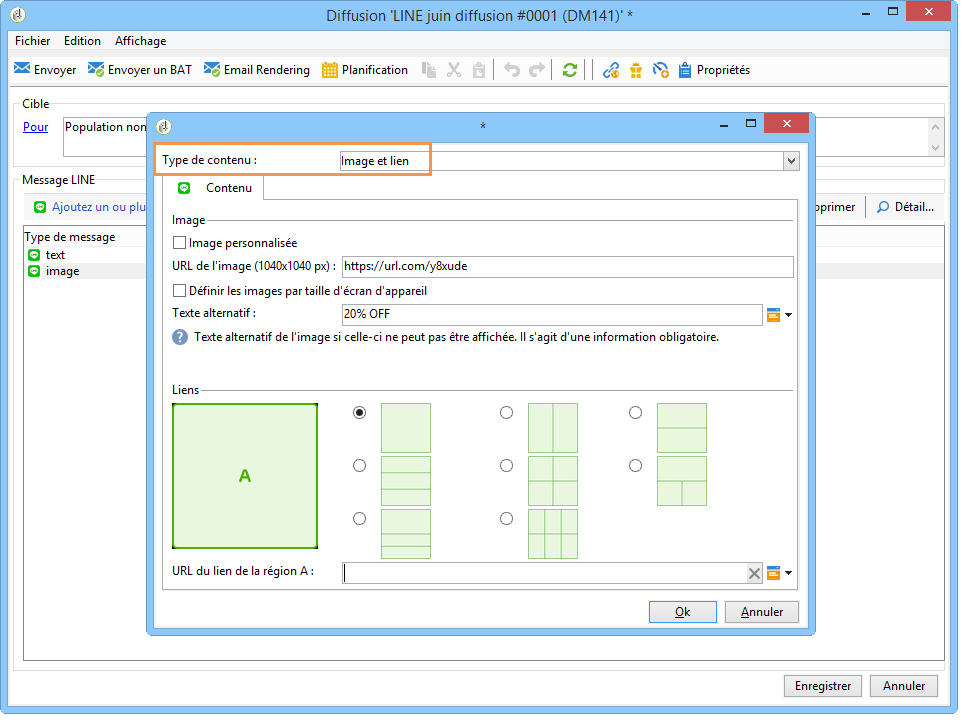 Diffusion 'LINE juin diffusion #0001 (DM141)' *
Fichier Edition Affichage
Envoyer Envoyer un BAT Email Rendering Planification Propriétés
Cible
Pour Population non
*
Type de contenu : Image et lien
Message LINE
Contenu
Ajoutez un ou plu
pprimer Détail...
Image
Type de message
Image personnalisée
text
image
URL de l'image (1040x1040 px) : https://url.com/y8xude
Définir les images par taille d'écran d'appareil
Texte alternatif : 20% OFF
? Texte alternatif de l'image si celle-ci ne peut pas être affichée. Il s'agit d'une information obligatoire.
Liens
A
URL du lien de la région A :
Ok Annuler
Enregistrer Annuler